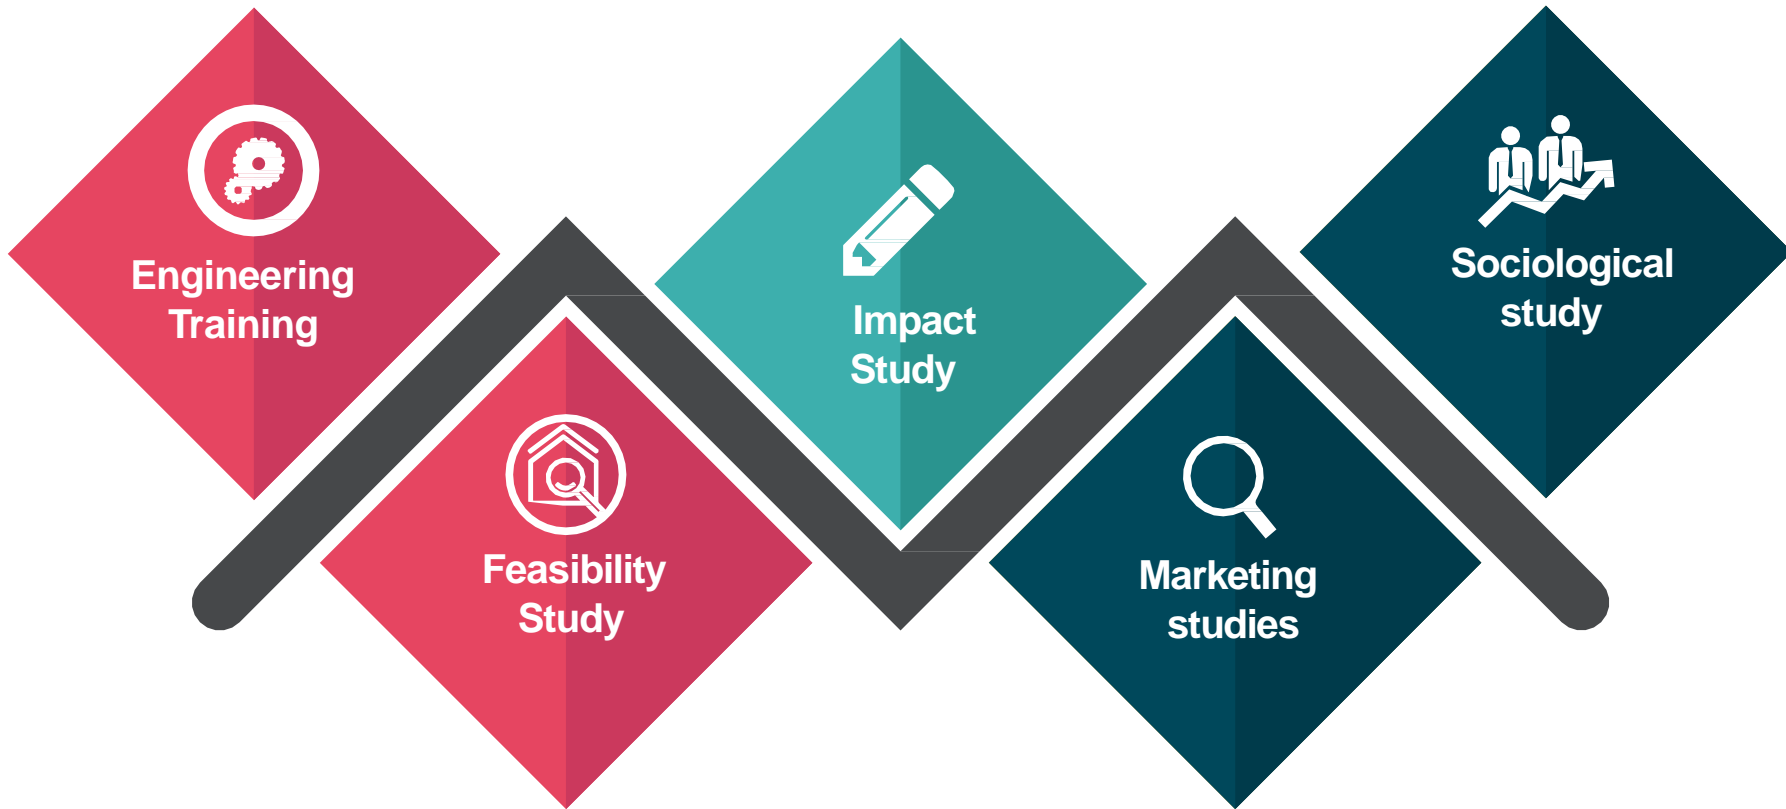 Engineering
Training
Feasibility
Study
Impact
Study
Marketing
studies
Sociological
study